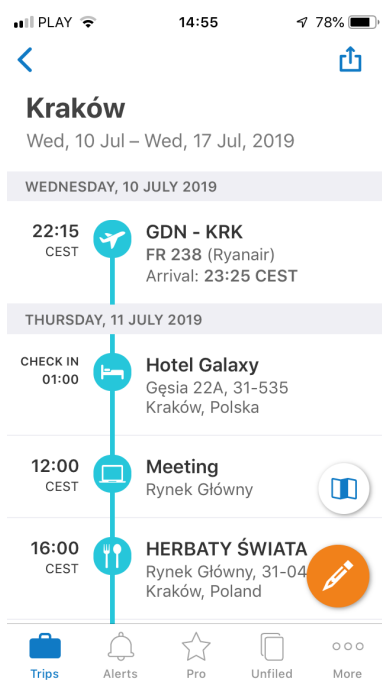 PLAY 14:55 78%
Kraków
Wed, 10 Jul – Wed, 17 Jul, 2019
WEDNESDAY, 10 JULY 2019
22:15 GDN - KRK
CEST FR 238 (Ryanair)
Arrival: 23:25 CEST
THURSDAY, 11 JULY 2019
CHECK IN Hotel Galaxy
01:00 Gęsia 22A, 31-535
Kraków, Polska
12:00 Meeting
CEST Rynek Główny
16:00 HERBATY ŚWIATA
CEST Rynek Główny, 31-04
Kraków, Poland
Trips Alerts Pro Unfiled More